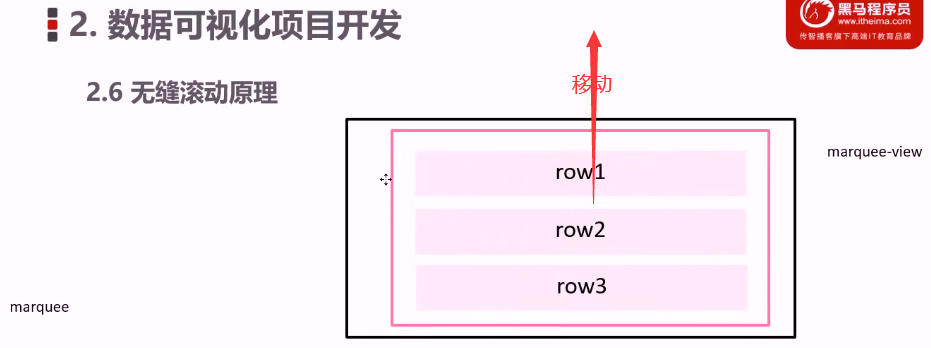 2. 数据可视化项目开发
黑马程序员
www.itheima.com
传智播客旗下高端IT教育品牌
2.6 无缝滚动原理
移动
marquee-view
row1
row2
row3
marquee